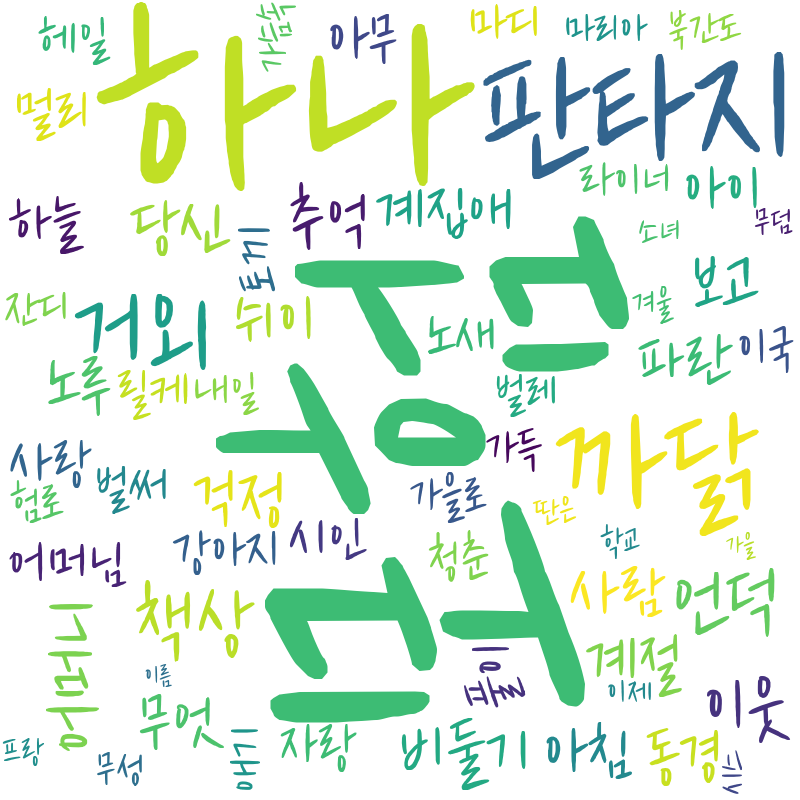 헤일
가슴속
아무
마디
마리아
북간도
멀리
하나
판타지
라이너
아이
무덤
하늘
당신
추억
계집애
소녀
토끼
잔디
거외
쉬이
노새
겨울
보고
파란
이국
노루
릴케
내일
벌레
사랑
벌써
걱정
가을로
가득
까닭
딴은
험로
어머님
강아지
시인
청춘
학교
가을
사람
언덕
어머니
책상
이름
무엇
계절
이제
이웃
프랑
무성
애기
자랑
비둘기
아침
동경